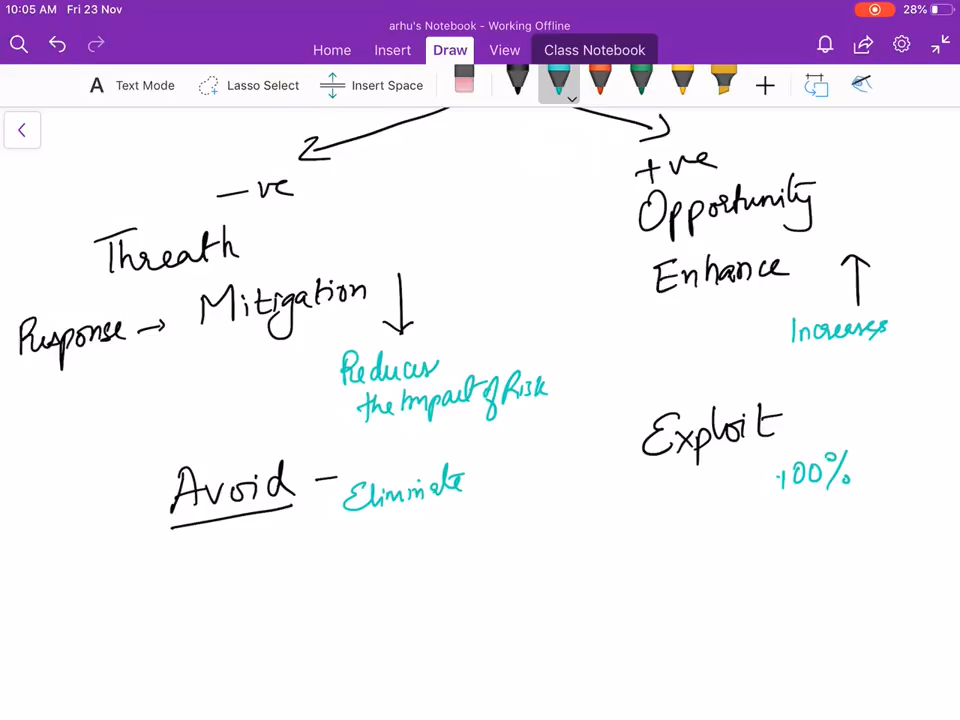 10:05 AM Fri 23 Nov
28%
arhu's Notebook - Working Offline
Home Insert Draw View Class Notebook
A Text Mode Lasso Select Insert Space
-ve
+ve
Threath
Opportunity
Response → Mitigation ↓
Enhance ↑
Reduces
the Impact of Risk
Increases
Exploit
100%
Avoid - Eliminate